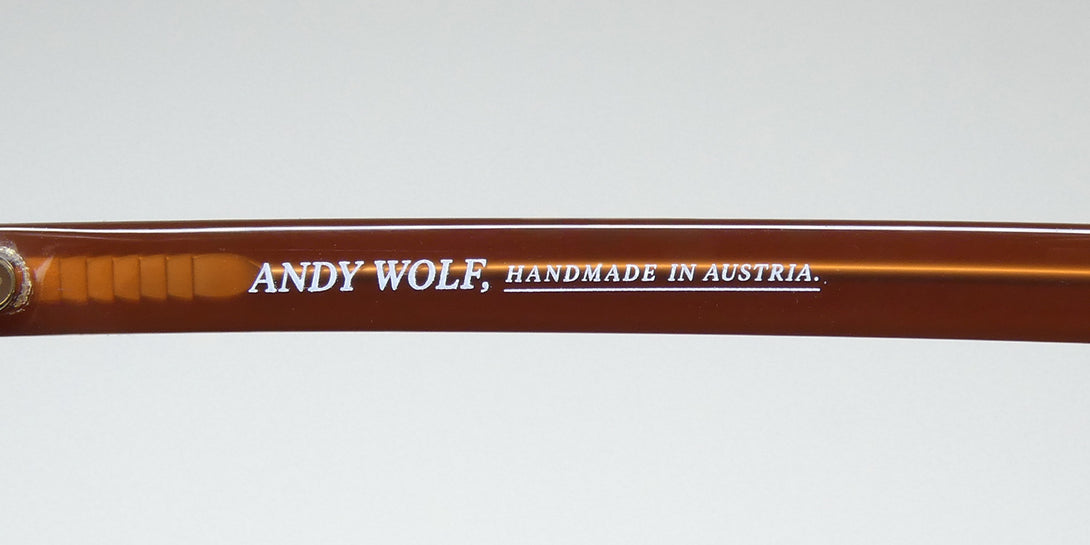 ANDY WOLF, HANDMADE IN AUSTRIA.